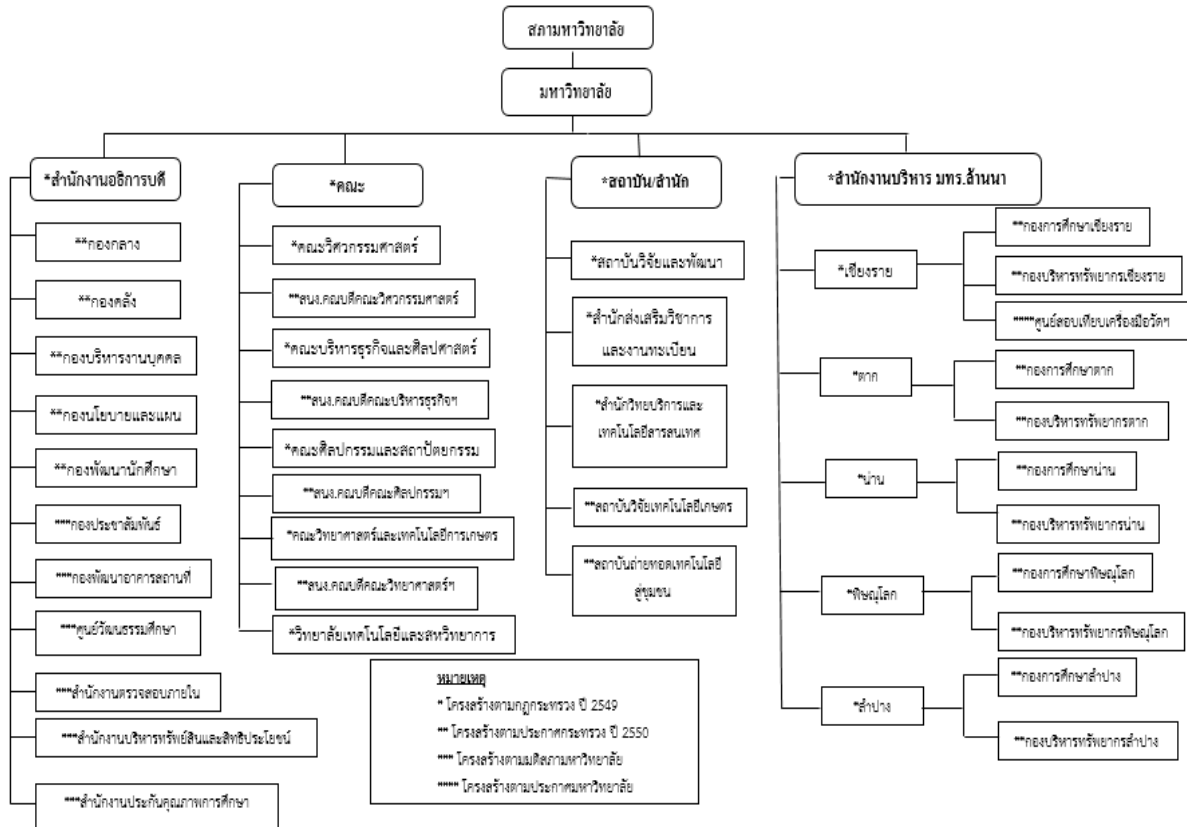 สภามหาวิทยาลัย
มหาวิทยาลัย
*สำนักงานอธิการบดี
**กองกลาง
**กองคลัง
**กองบริหารงานบุคคล
**กองนโยบายและแผน
**กองพัฒนานักศึกษา
***กองประชาสัมพันธ์
***กองพัฒนาอาคารสถานที่
***ศูนย์วัฒนธรรมศึกษา
***สำนักงานตรวจสอบภายใน
***สำนักงานบริหารทรัพย์สินและสิทธิประโยชน์
***สำนักงานประกันคุณภาพการศึกษา
*คณะ
*คณะวิศวกรรมศาสตร์
**สนง.คณบดีคณะวิศวกรรมศาสตร์
*คณะบริหารธุรกิจและศิลปศาสตร์
**สนง.คณบดีคณะบริหารธุรกิจฯ
*คณะศิลปกรรมและสถาปัตยกรรม
**สนง.คณบดีคณะศิลปกรรมฯ
*คณะวิทยาศาสตร์และเทคโนโลยีการเกษตร
**สนง.คณบดีคณะวิทยาศาสตร์ฯ
*วิทยาลัยเทคโนโลยีและสหวิทยาการ
*สถาบัน/สำนัก
*สถาบันวิจัยและพัฒนา
*สำนักส่งเสริมวิชาการ
และงานทะเบียน
*สำนักวิทยบริการและ
เทคโนโลยีสารสนเทศ
**สถาบันวิจัยเทคโนโลยีเกษตร
**สถาบันถ่ายทอดเทคโนโลยี
สู่ชุมชน
*สำนักงานบริหาร มทร.ล้านนา
*เชียงราย
**กองการศึกษาเชียงราย
**กองบริหารทรัพยากรเชียงราย
****ศูนย์สอบเทียบเครื่องมือวัดฯ
*ตาก
**กองการศึกษาตาก
**กองบริหารทรัพยากรตาก
*น่าน
**กองการศึกษาน่าน
**กองบริหารทรัพยากรน่าน
*พิษณุโลก
**กองการศึกษาพิษณุโลก
**กองบริหารทรัพยากรพิษณุโลก
*ลำปาง
**กองการศึกษาลำปาง
**กองบริหารทรัพยากรลำปาง
หมายเหตุ
* โครงสร้างตามกฎกระทรวง ปี 2549
** โครงสร้างตามประกาศกระทรวง ปี 2550
*** โครงสร้างตามมติสภามหาวิทยาลัย
**** โครงสร้างตามประกาศมหาวิทยาลัย